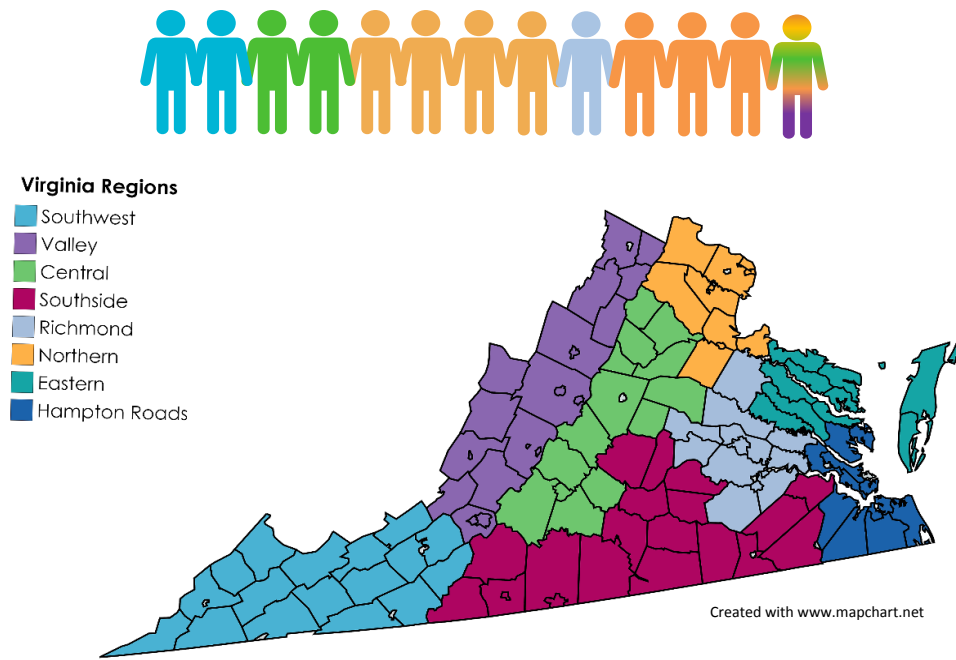 Virginia Regions
Southwest
Valley
Central
Southside
Richmond
Northern
Eastern
Hampton Roads
Created with www.mapchart.net